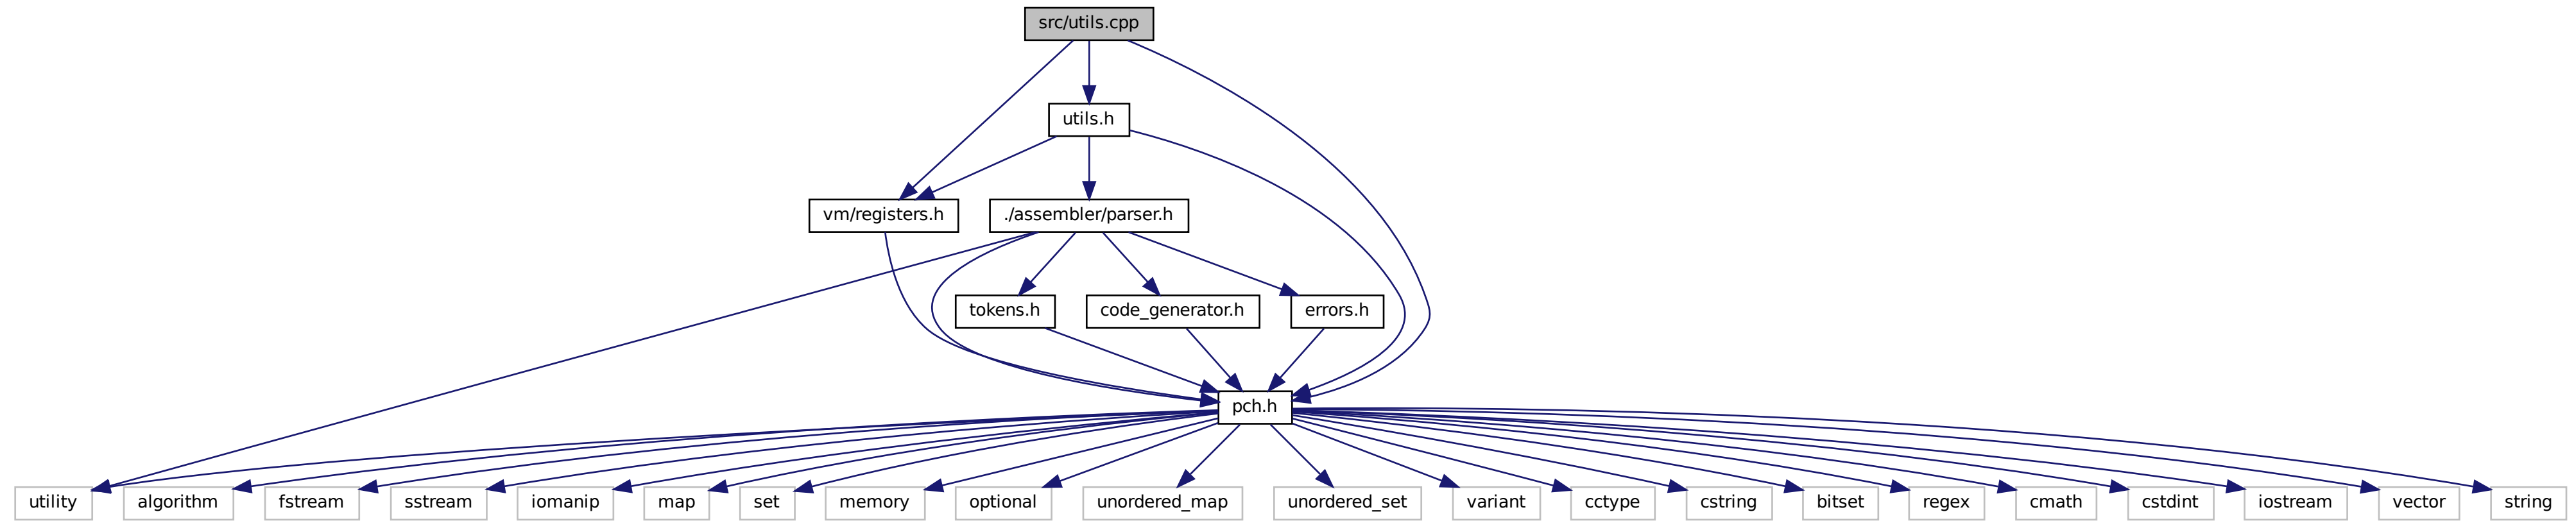 src/utils.cpp
utils.h
vm/registers.h
./assembler/parser.h
tokens.h
code_generator.h
errors.h
pch.h
utility
algorithm
fstream
sstream
iomanip
map
set
memory
optional
unordered_map
unordered_set
variant
cctype
cstring
bitset
regex
cmath
cstdint
iostream
vector
string